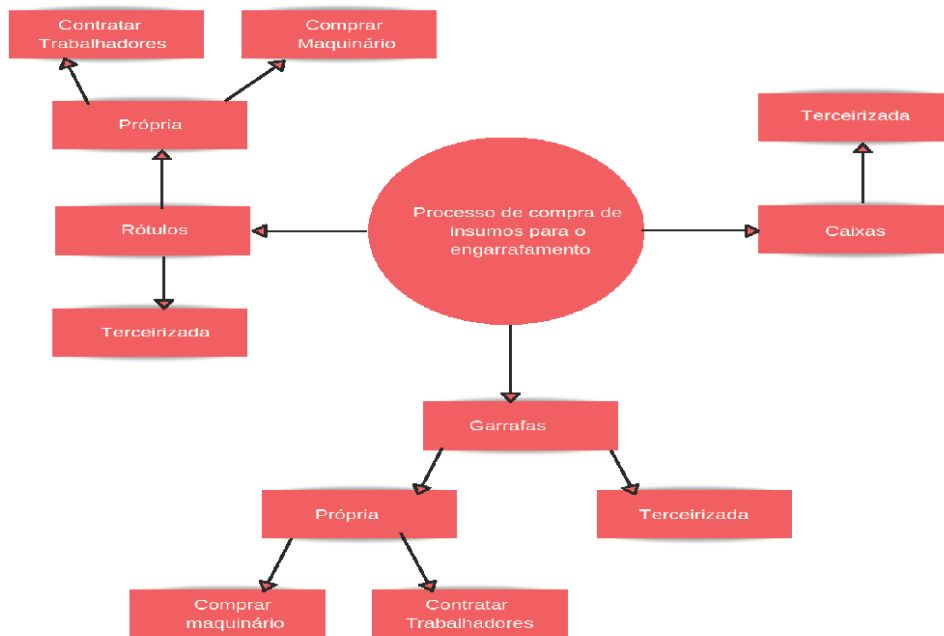 Contratar
Trabalhadores
Comprar
Maquinário
Própria
Terceirizada
Rótulos
Processo de compra de
insumos para o
engarrafamento
Caixas
Terceirizada
Garrafas
Própria
Terceirizada
Comprar
maquinário
Contratar
Trabalhadores